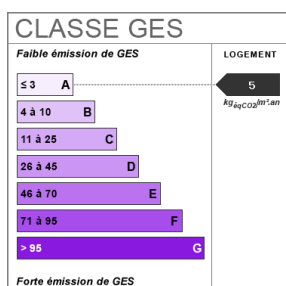 CLASSE GES
Faible émission de GES
LOGEMENT
≤ 3 A
5
kgéqCO2/m².an
4 à 10 B
11 à 25 C
26 à 45 D
46 à 70 E
71 à 95 F
> 95 G
Forte émission de GES